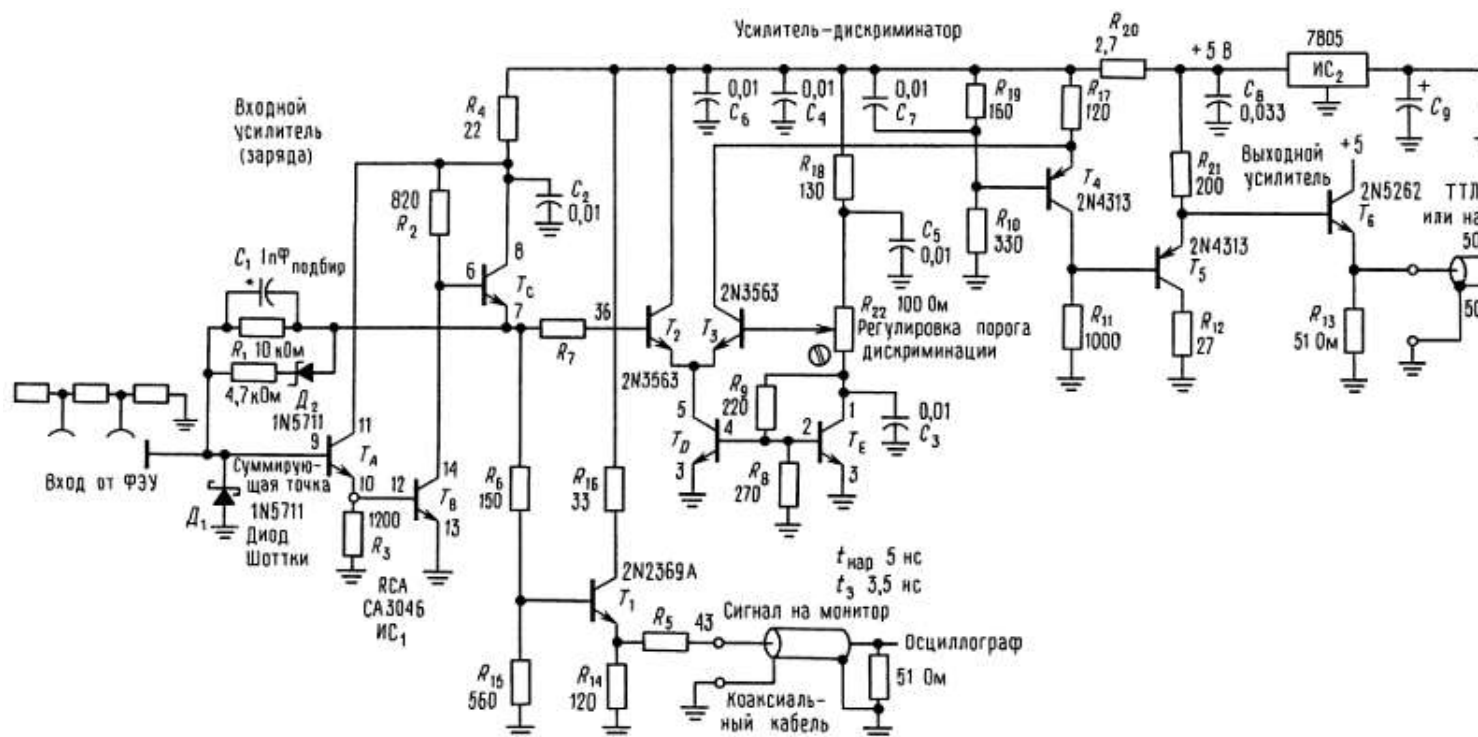 Усилитель-дискриминатор
R20
2,7
+5 В
7805
ИС2
+
C9
C8
0,033
Входной
усилитель
(заряда)
R4
22
0,01
C6
0,01
C4
0,01
C7
R19
160
R17
120
R18
130
R21
200
Выходной
усилитель
+5
2N5262
T6
ТТЛ
или на
50
50
820
R2
C2
0,01
T4
2N4313
R10
330
C5
0,01
2N4313
T5
C1 1пФ подбир
*
8
6
TC
7
36
R7
2N3563
T2
T3
2N3563
R22 100 Ом
Регулировка порога
дискриминации
R11
1000
R12
27
R13
51 Ом
R1 10 кОм
4,7 кОм
Д2
1N5711
11
9
TA
10
Вход от ФЭУ
Суммирую-
щая точка
Д1
1N5711
Диод
Шоттки
1200
R3
12
14
TB
13
RCA
CA3046
ИС1
R9
220
5
4
TD
3
R8
270
1
2
TE
3
0,01
C3
R6
150
R16
33
2N2369A
T1
tнар 5 нс
tз 3,5 нс
R5
43
Сигнал на монитор
Осциллограф
51 Ом
R15
560
R14
120
Коаксиаль-
ный кабель